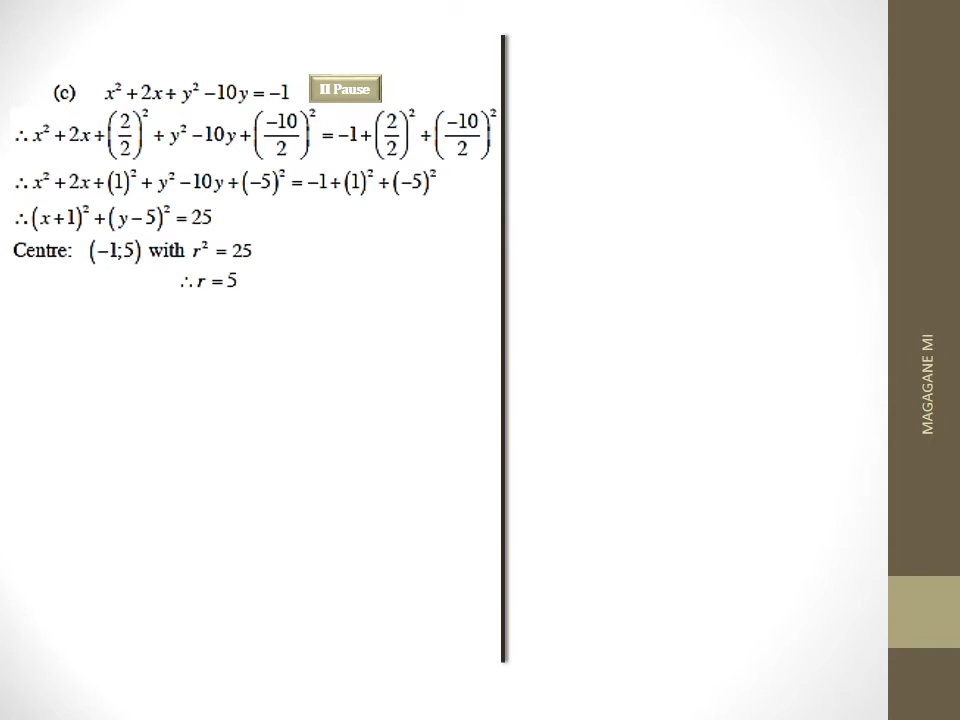 (c) x² + 2x + y² − 10y = −1
II Pause
∴ x² + 2x + (2/2)² + y² − 10y + (−10/2)² = −1 + (2/2)² + (−10/2)²
∴ x² + 2x + (1)² + y² − 10y + (−5)² = −1 + (1)² + (−5)²
∴ (x + 1)² + (y − 5)² = 25
Centre: (−1;5) with r² = 25
∴ r = 5
MAGAGANE MI